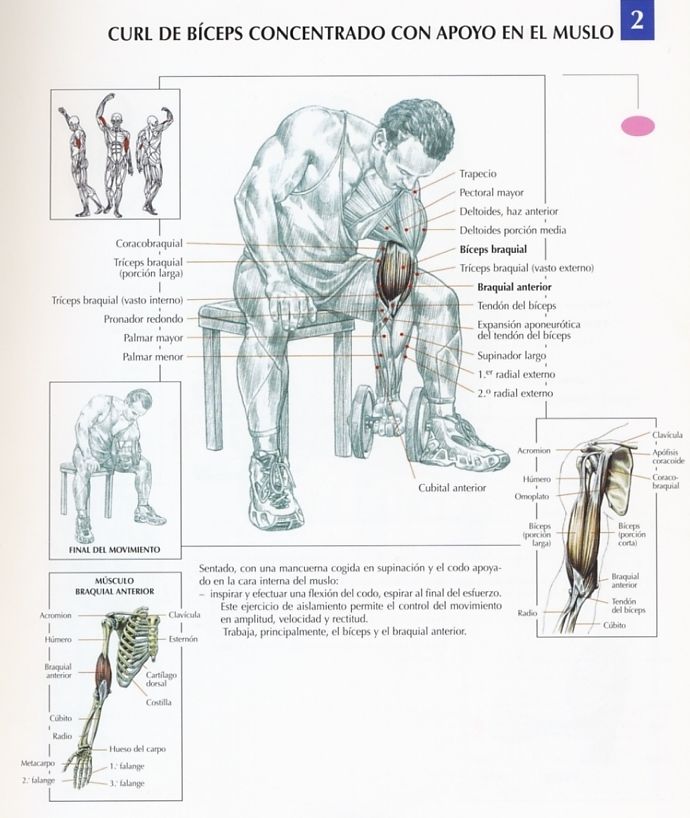 CURL DE BÍCEPS CONCENTRADO CON APOYO EN EL MUSLO
2
Trapecio
Pectoral mayor
Deltoides, haz anterior
Deltoides porción media
Bíceps braquial
Tríceps braquial (vasto externo)
Braquial anterior
Tendón del bíceps
Expansión aponeurótica
del tendón del bíceps
Supinador largo
1.er radial externo
2.º radial externo
Coracobraquial
Tríceps braquial
(porción larga)
Tríceps braquial (vasto interno)
Pronador redondo
Palmar mayor
Palmar menor
Cubital anterior
FINAL DEL MOVIMIENTO
Clavícula
Acromion
Apófisis
coracoide
Húmero
Coraco-
braquial
Omoplato
Bíceps
(porción
larga)
Bíceps
(porción
corta)
Braquial
anterior
Tendón
del bíceps
Radio
Cúbito
Sentado, con una mancuerna cogida en supinación y el codo apoya-
do en la cara interna del muslo:
– inspirar y efectuar una flexión del codo, espirar al final del esfuerzo.
Este ejercicio de aislamiento permite el control del movimiento
en amplitud, velocidad y rectitud.
Trabaja, principalmente, el bíceps y el braquial anterior.
MÚSCULO
BRAQUIAL ANTERIOR
Acromion
Clavícula
Húmero
Esternón
Braquial
anterior
Cartílago
dorsal
Costilla
Cúbito
Radio
Hueso del carpo
Metacarpo
1.ª falange
2.ª falange
3.ª falange